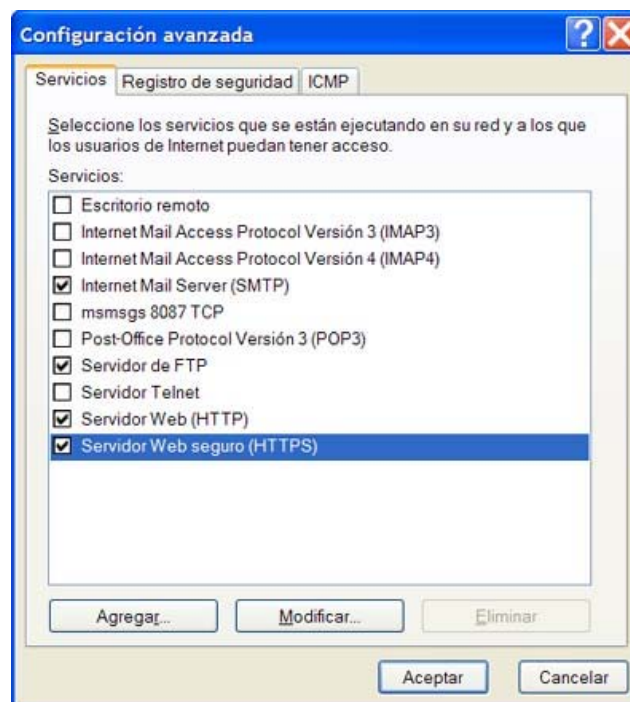 Configuración avanzada
Servicios Registro de seguridad ICMP
Seleccione los servicios que se están ejecutando en su red y a los que
los usuarios de Internet puedan tener acceso.
Servicios:
Escritorio remoto
Internet Mail Access Protocol Versión 3 (IMAP3)
Internet Mail Access Protocol Versión 4 (IMAP4)
Internet Mail Server (SMTP)
msmsgs 8087 TCP
Post-Office Protocol Versión 3 (POP3)
Servidor de FTP
Servidor Telnet
Servidor Web (HTTP)
Servidor Web seguro (HTTPS)
Agregar... Modificar... Eliminar
Aceptar Cancelar